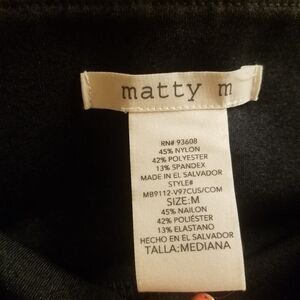 matty m
RN# 93608
45% NYLON
42% POLYESTER
13% SPANDEX
MADE IN EL SALVADOR
STYLE#
MB9112-V97CUS/COM
SIZE:M
45% NAILON
42% POLIÉSTER
13% ELASTANO
HECHO EN EL SALVADOR
TALLA:MEDIANA